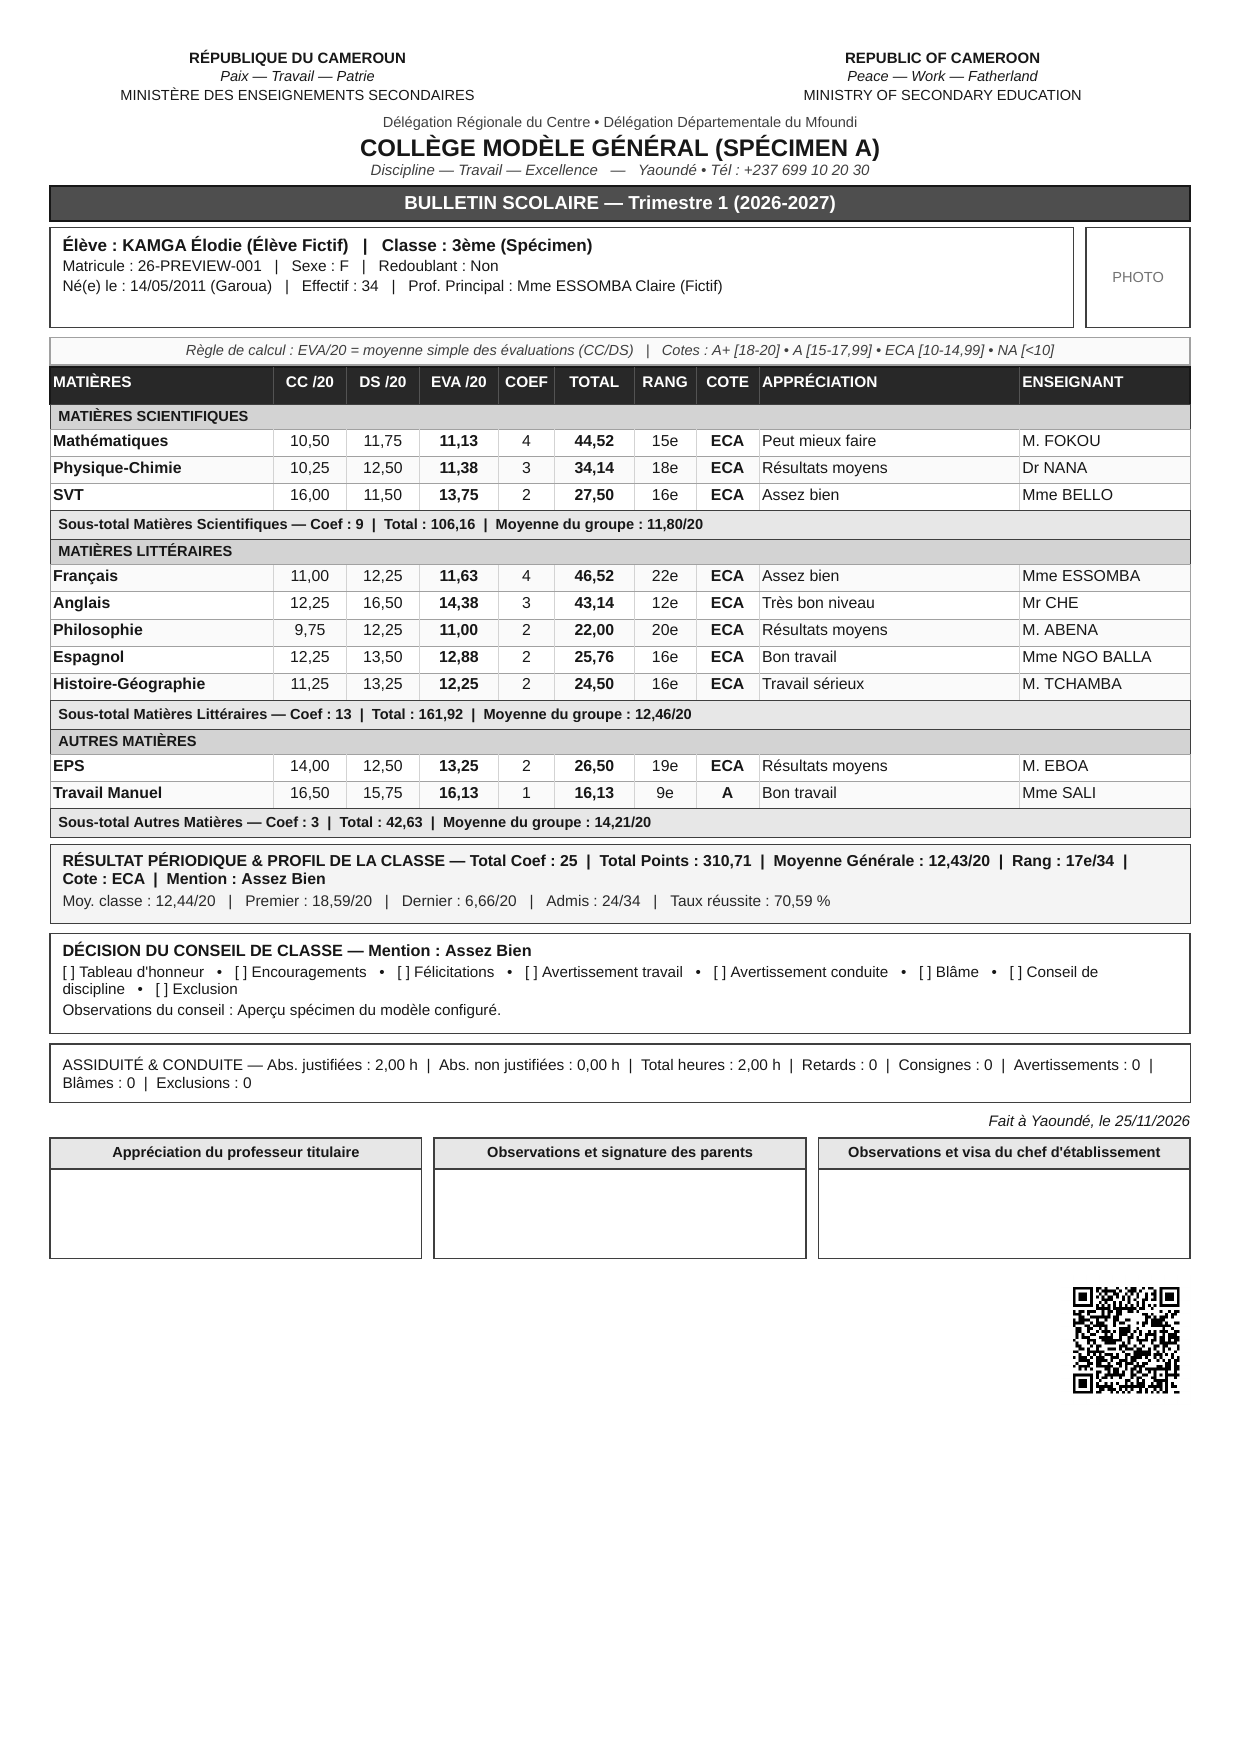 RÉPUBLIQUE DU CAMEROUN
Paix — Travail — Patrie
MINISTÈRE DES ENSEIGNEMENTS SECONDAIRES
REPUBLIC OF CAMEROON
Peace — Work — Fatherland
MINISTRY OF SECONDARY EDUCATION
Délégation Régionale du Centre • Délégation Départementale du Mfoundi
COLLÈGE MODÈLE GÉNÉRAL (SPÉCIMEN A)
Discipline — Travail — Excellence — Yaoundé • Tél : +237 699 10 20 30
BULLETIN SCOLAIRE — Trimestre 1 (2026-2027)
Élève : KAMGA Élodie (Élève Fictif) | Classe : 3ème (Spécimen)
Matricule : 26-PREVIEW-001 | Sexe : F | Redoublant : Non
Né(e) le : 14/05/2011 (Garoua) | Effectif : 34 | Prof. Principal : Mme ESSOMBA Claire (Fictif)
PHOTO
Règle de calcul : EVA/20 = moyenne simple des évaluations (CC/DS) | Cotes : A+ [18-20] • A [15-17,99] • ECA [10-14,99] • NA [<10]
MATIÈRES CC /20 DS /20 EVA /20 COEF TOTAL RANG COTE APPRÉCIATION ENSEIGNANT
MATIÈRES SCIENTIFIQUES
Mathématiques 10,50 11,75 11,13 4 44,52 15e ECA Peut mieux faire M. FOKOU
Physique-Chimie 10,25 12,50 11,38 3 34,14 18e ECA Résultats moyens Dr NANA
SVT 16,00 11,50 13,75 2 27,50 16e ECA Assez bien Mme BELLO
Sous-total Matières Scientifiques — Coef : 9 | Total : 106,16 | Moyenne du groupe : 11,80/20
MATIÈRES LITTÉRAIRES
Français 11,00 12,25 11,63 4 46,52 22e ECA Assez bien Mme ESSOMBA
Anglais 12,25 16,50 14,38 3 43,14 12e ECA Très bon niveau Mr CHE
Philosophie 9,75 12,25 11,00 2 22,00 20e ECA Résultats moyens M. ABENA
Espagnol 12,25 13,50 12,88 2 25,76 16e ECA Bon travail Mme NGO BALLA
Histoire-Géographie 11,25 13,25 12,25 2 24,50 16e ECA Travail sérieux M. TCHAMBA
Sous-total Matières Littéraires — Coef : 13 | Total : 161,92 | Moyenne du groupe : 12,46/20
AUTRES MATIÈRES
EPS 14,00 12,50 13,25 2 26,50 19e ECA Résultats moyens M. EBOA
Travail Manuel 16,50 15,75 16,13 1 16,13 9e A Bon travail Mme SALI
Sous-total Autres Matières — Coef : 3 | Total : 42,63 | Moyenne du groupe : 14,21/20
RÉSULTAT PÉRIODIQUE & PROFIL DE LA CLASSE — Total Coef : 25 | Total Points : 310,71 | Moyenne Générale : 12,43/20 | Rang : 17e/34 |
Cote : ECA | Mention : Assez Bien
Moy. classe : 12,44/20 | Premier : 18,59/20 | Dernier : 6,66/20 | Admis : 24/34 | Taux réussite : 70,59 %
DÉCISION DU CONSEIL DE CLASSE — Mention : Assez Bien
[ ] Tableau d'honneur • [ ] Encouragements • [ ] Félicitations • [ ] Avertissement travail • [ ] Avertissement conduite • [ ] Blâme • [ ] Conseil de
discipline • [ ] Exclusion
Observations du conseil : Aperçu spécimen du modèle configuré.
ASSIDUITÉ & CONDUITE — Abs. justifiées : 2,00 h | Abs. non justifiées : 0,00 h | Total heures : 2,00 h | Retards : 0 | Consignes : 0 | Avertissements : 0 |
Blâmes : 0 | Exclusions : 0
Fait à Yaoundé, le 25/11/2026
Appréciation du professeur titulaire
Observations et signature des parents
Observations et visa du chef d'établissement